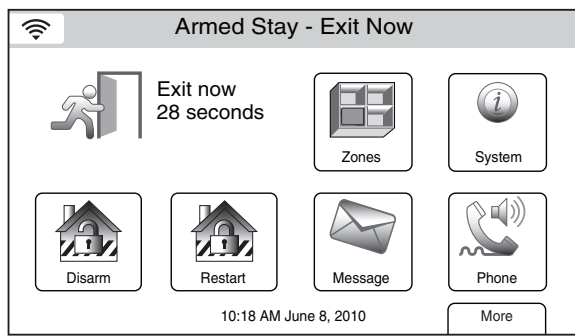 Armed Stay - Exit Now
Exit now
28 seconds
Zones
System
Disarm
Restart
Message
Phone
10:18 AM June 8, 2010
More